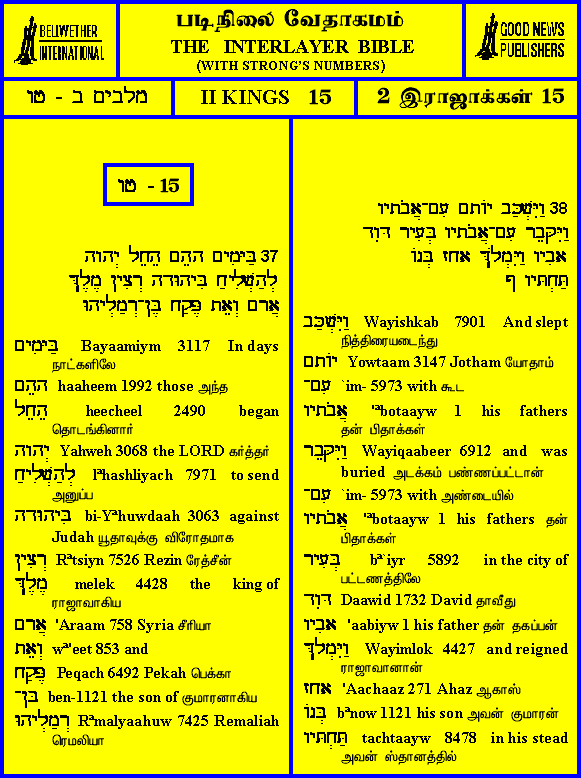 BELLWETHER
INTERNATIONAL
படிநிலை வேதாகமம்
THE INTERLAYER BIBLE
(WITH STRONG'S NUMBERS)
GOOD NEWS
PUBLISHERS
מלבים ב - טו
II KINGS 15
2 இராஜாக்கள் 15
טו - 15
37 בַּיָּמִים הָהֵם הֵחֵל יְהוָה
לְהַשְׁלִיחַ בִּיהוּדָה רְצִין מֶלֶךְ
אֲרָם וְאֵת פֶּקַח בֶּן־רְמַלְיָהוּ
בַּיָּמִים Bayaamiym 3117 In days
நாட்களிலே
הָהֵם haaheem 1992 those அந்த
הֵחֵל heecheel 2490 began
தொடங்கினார்
יְהוָה Yahweh 3068 the LORD கர்த்தர்
לְהַשְׁלִיחַ lªhashliyach 7971 to send
அனுப்ப
בִּיהוּדָה bi-Yªhuwdaah 3063 against
Judah யூதாவுக்கு விரோதமாக
רְצִין Rªtsiyn 7526 Rezin ரேத்சீன்
מֶלֶךְ melek 4428 the king of
ராஜாவாகிய
אֲרָם 'Araam 758 Syria சீரியா
וְאֵת wª'eet 853 and
פֶּקַח Peqach 6492 Pekah பெக்கா
בֶּן־ ben-1121 the son of குமாரனாகிய
רְמַלְיָהוּ Rªmalyaahuw 7425 Remaliah
ரெமலியா
38 וַיִּשְׁכַּב יוֹתָם עִם־אֲבֹתָיו
וַיִּקָּבֵר עִם־אֲבֹתָיו בְּעִיר דָּוִד
אָבִיו וַיִּמְלֹךְ אָחָז בְּנוֹ
תַּחְתָּיו ף
וַיִּשְׁכַּב Wayishkab 7901 And slept
நித்திரையடைந்து
יוֹתָם Yowtaam 3147 Jotham யோதாம்
עִם־ `im- 5973 with கூட
אֲבֹתָיו 'ªbotaayw 1 his fathers
தன் பிதாக்கள்
וַיִּקָּבֵר Wayiqaabeer 6912 and was
buried அடக்கம் பண்ணப்பட்டான்
עִם־ `im- 5973 with அண்டையில்
אֲבֹתָיו 'ªbotaayw 1 his fathers தன்
பிதாக்கள்
בְּעִיר bª`iyr 5892 in the city of
பட்டணத்திலே
דָּוִד Daawid 1732 David தாவீது
אָבִיו 'aabiyw 1 his father தன் தகப்பன்
וַיִּמְלֹךְ Wayimlok 4427 and reigned
ராஜாவானான்
אָחָז 'Aachaaz 271 Ahaz ஆகாஸ்
בְּנוֹ bªnow 1121 his son அவன் குமாரன்
תַּחְתָּיו tachtaayw 8478 in his stead
அவன் ஸ்தானத்தில்